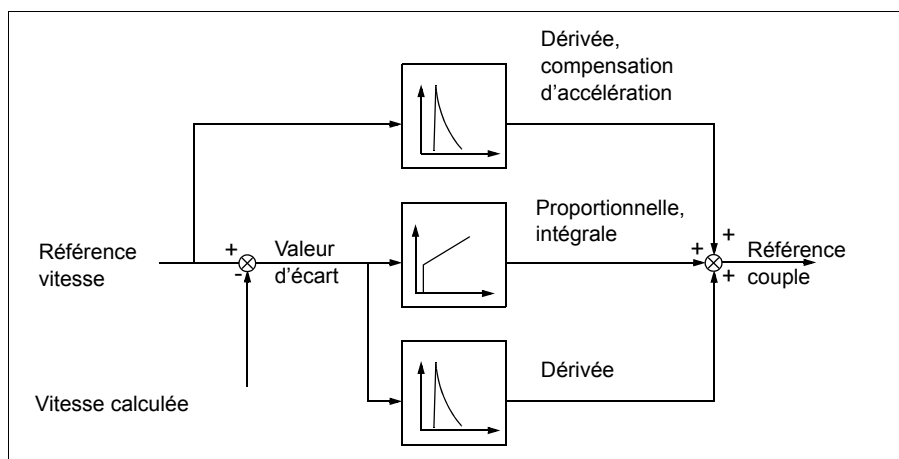 Dérivée,
compensation
d'accélération
Proportionnelle,
intégrale
Référence
vitesse
+
-
Valeur
d'écart
+
+
+
Référence
couple
Dérivée
Vitesse calculée